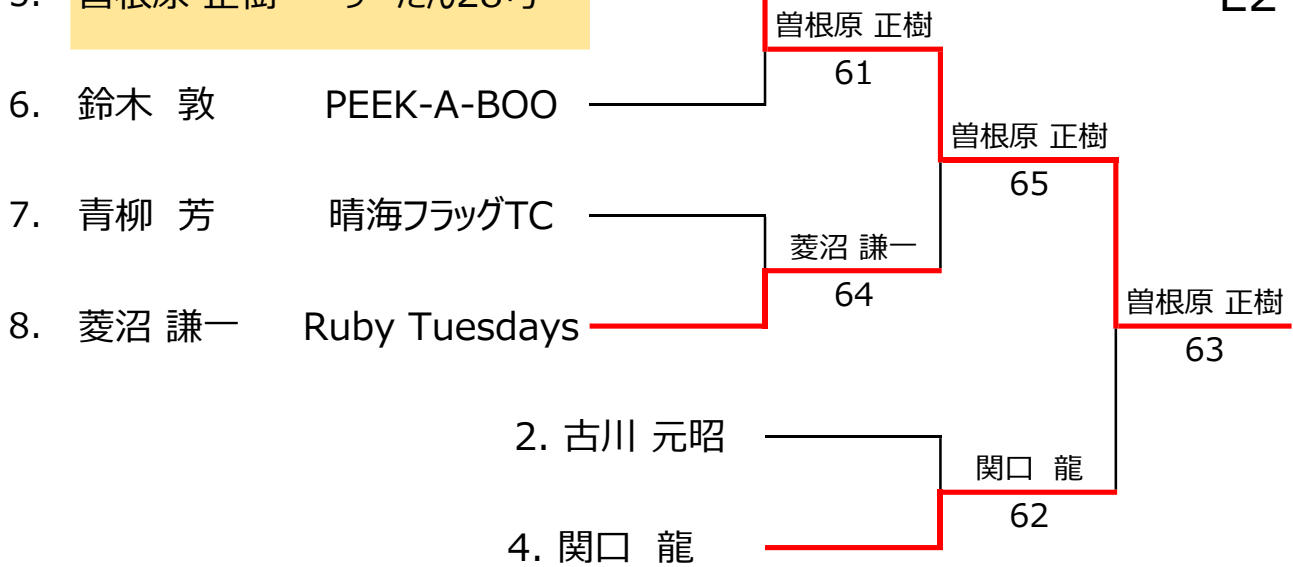 曽根原 正樹
61
6. 鈴木 敦 PEEK-A-BOO
曽根原 正樹
65
7. 青柳 芳 晴海フラッグTC
菱沼 謙一
64
8. 菱沼 謙一 Ruby Tuesdays
曽根原 正樹
63
2. 古川 元昭
関口 龍
62
4. 関口 龍